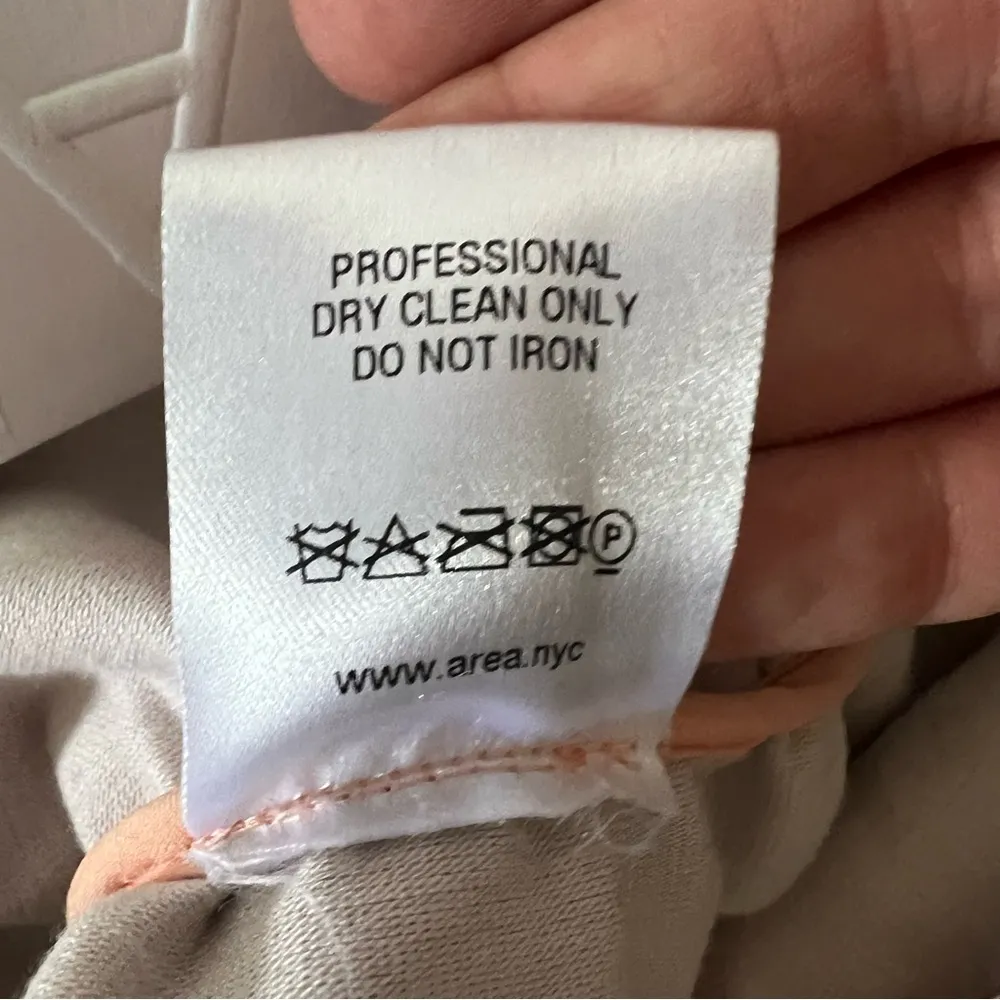 PROFESSIONAL
DRY CLEAN ONLY
DO NOT IRON
P
www.area.nyc